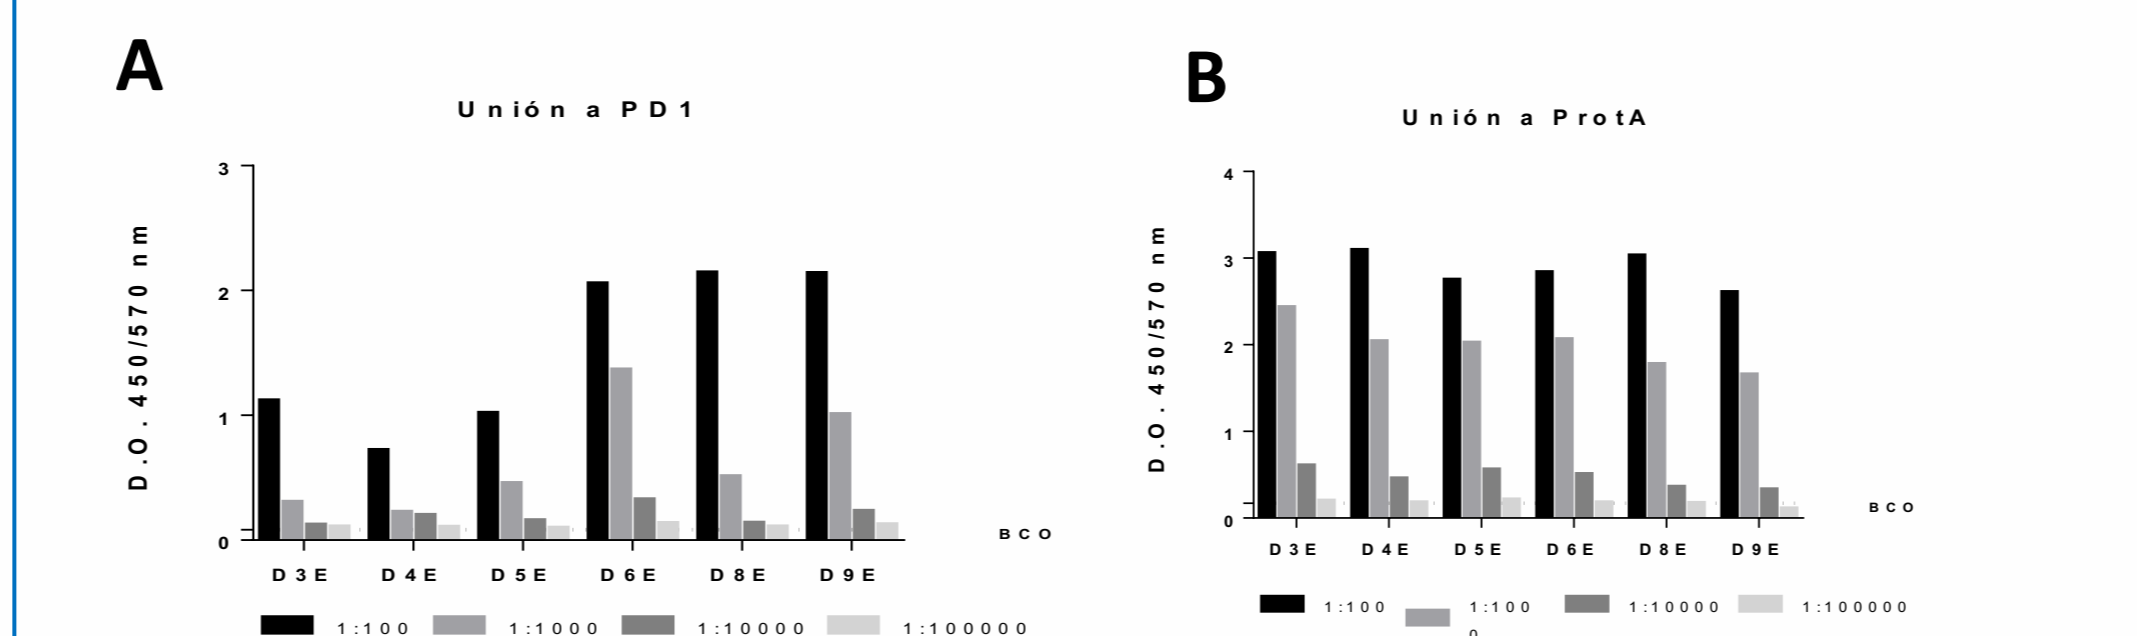 A
Unión a PD1
D.O. 450/570 nm
3
2
1
0
BCO
D3E D4E D5E D6E D8E D9E
1:100 1:1000 1:10000 1:100000
B
Unión a ProtA
D.O. 450/570 nm
4
3
2
1
0
BCO
D3E D4E D5E D6E D8E D9E
1:100 1:100 1:10000 1:100000
0